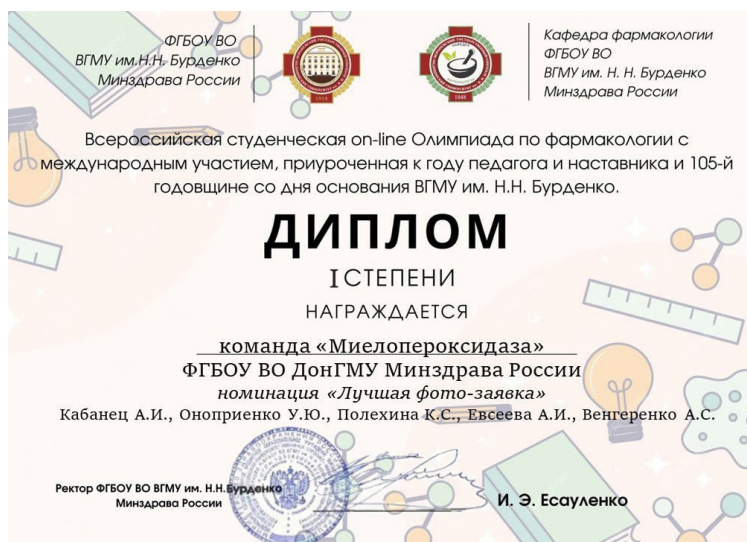 ФГБОУ ВО
ВГМУ им.Н.Н. Бурденко
Минздрава России
1918
Кафедра фармакологии
ФГБОУ ВО
ВГМУ им. Н. Н. Бурденко
Минздрава России
Всероссийская студенческая on-line Олимпиада по фармакологии с
международным участием, приуроченная к году педагога и наставника и 105-й
годовщине со дня основания ВГМУ им. Н.Н. Бурденко.
ДИПЛОМ
I СТЕПЕНИ
НАГРАЖДАЕТСЯ
команда «Миелопероксидаза»
ФГБОУ ВО ДонГМУ Минздрава России
номинация «Лучшая фото-заявка»
Кабанец А.И., Оноприенко У.Ю., Полехина К.С., Евсеева А.И., Венгеренко А.С.
Ректор ФГБОУ ВО ВГМУ им. Н.Н.Бурденко
Минздрава России
И. Э. Есауленко